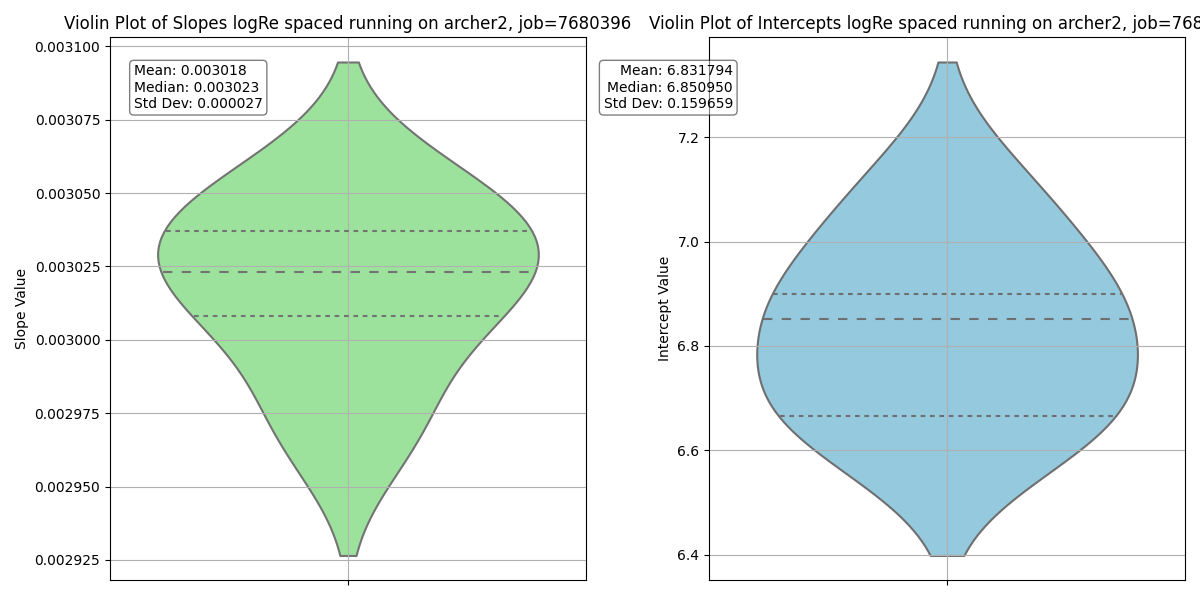 Violin Plot of Slopes logRe spaced running on archer2, job=7680396
Mean: 0.003018
Median: 0.003023
Std Dev: 0.000027
0.003100
0.003075
0.003050
0.003025
0.003000
0.002975
0.002950
0.002925
Slope Value
Violin Plot of Intercepts logRe spaced running on archer2, job=768
Mean: 6.831794
Median: 6.850950
Std Dev: 0.159659
7.2
7.0
6.8
6.6
6.4
Intercept Value